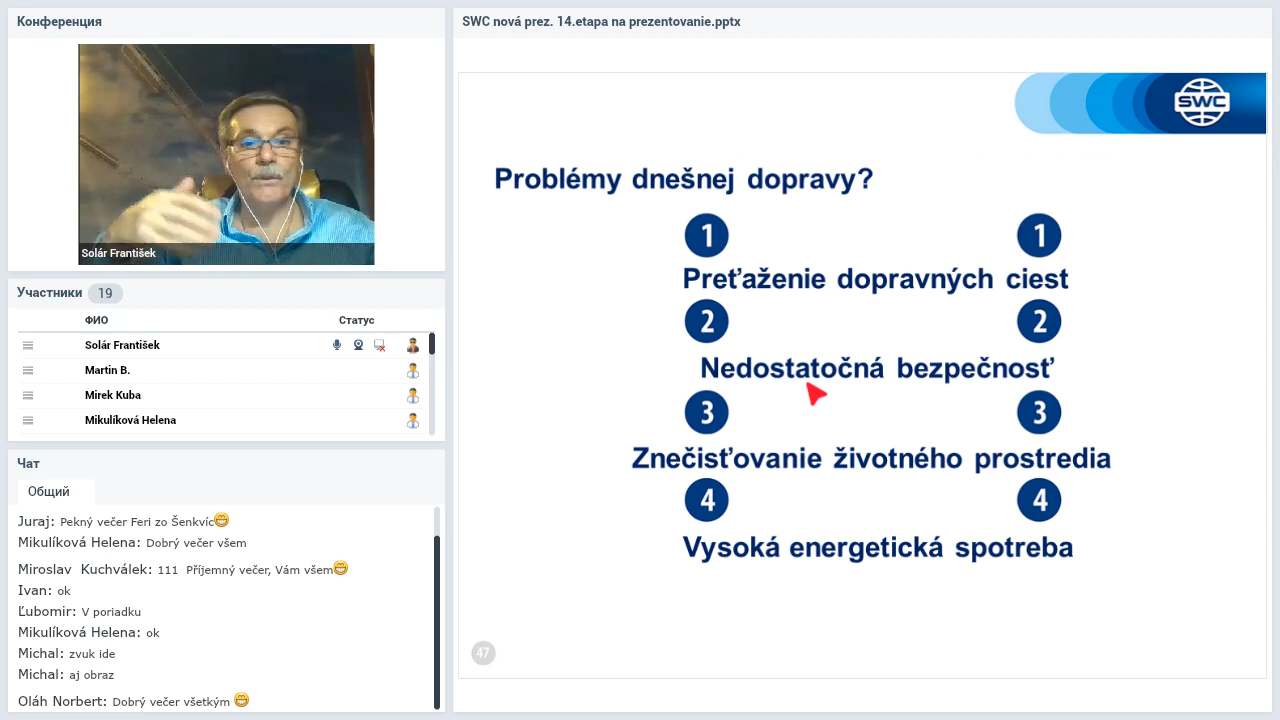 Конференция
Solár František
Участники 19
ФИО Статус
Solár František
Martin B.
Mirek Kuba
Mikulíková Helena
Чат
Общий
Juraj: Pekný večer Feri zo Šenkvíc
Mikulíková Helena: Dobrý večer všem
Miroslav Kuchválek: 111 Příjemný večer, Vám všem
Ivan: ok
Ľubomir: V poriadku
Mikulíková Helena: ok
Michal: zvuk ide
Michal: aj obraz
Oláh Norbert: Dobrý večer všetkým
SWC nová prez. 14.etapa na prezentovanie.pptx
SWC
Problémy dnešnej dopravy?
1 1
Preťaženie dopravných ciest
2 2
Nedostatočná bezpečnosť
3 3
Znečisťovanie životného prostredia
4 4
Vysoká energetická spotreba
47